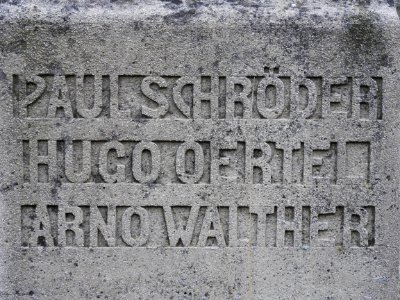 PAUL SCHRÖDER
HUGO OERTEL
ARNO WALTHER